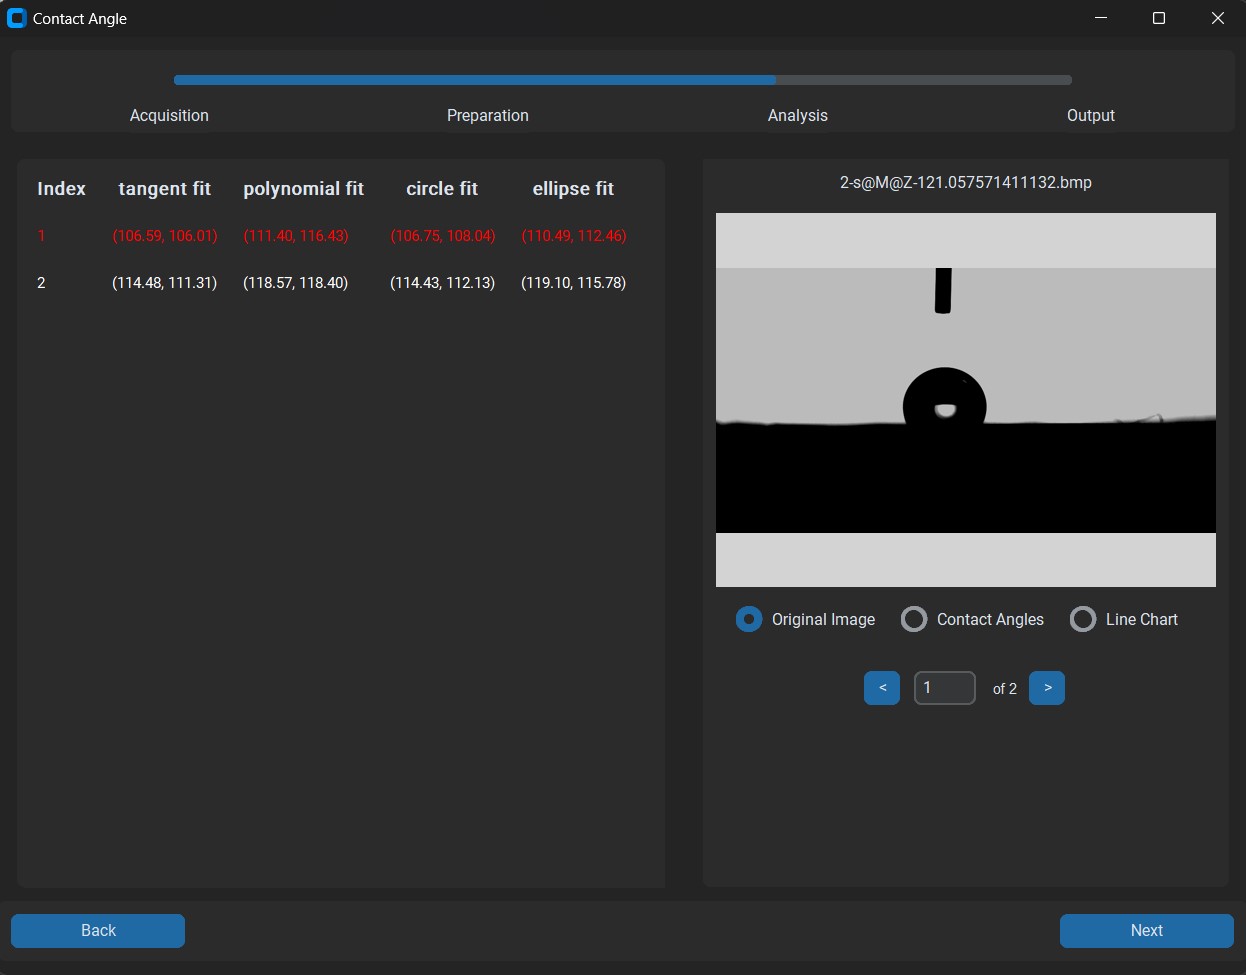 Contact Angle
Acquisition Preparation Analysis Output
Index tangent fit polynomial fit circle fit ellipse fit
1 (106.59, 106.01) (111.40, 116.43) (106.75, 108.04) (110.49, 112.46)
2 (114.48, 111.31) (118.57, 118.40) (114.43, 112.13) (119.10, 115.78)
2-s@M@Z-121.057571411132.bmp
Original Image Contact Angles Line Chart
< 1 of 2 >
Back Next